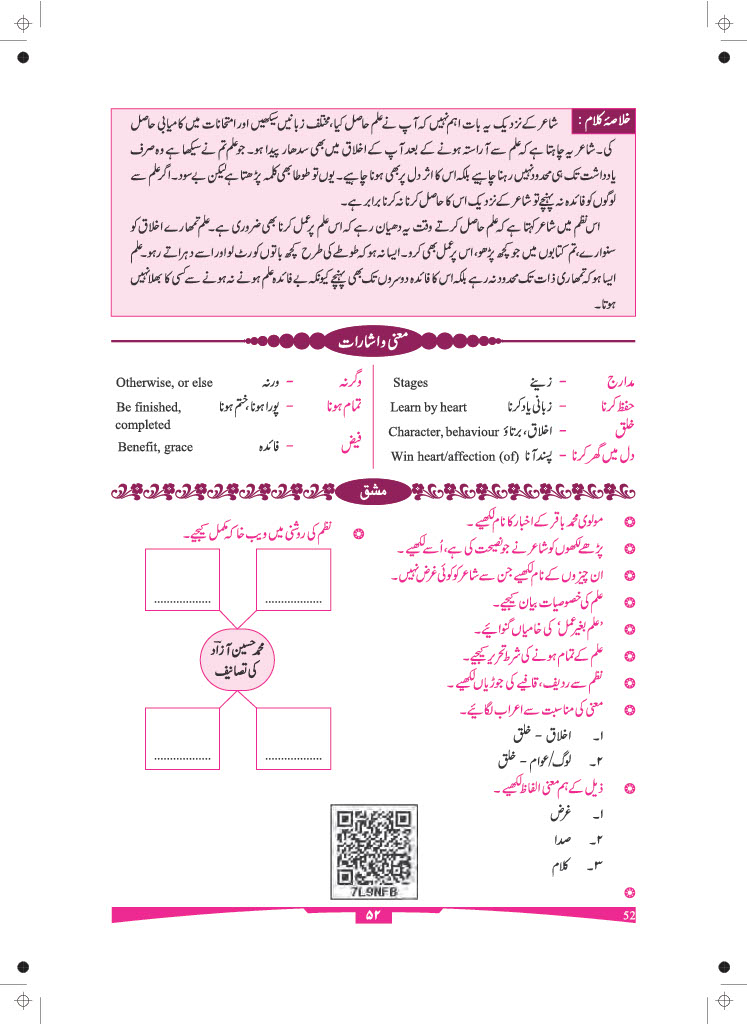 خلاصۂ کلام : شاعر کے نزدیک یہ بات اہم نہیں کہ آپ نے علم حاصل کیا، مختلف زبانیں سیکھیں اور امتحانات میں کامیابی حاصل
کی۔ شاعر یہ چاہتا ہے کہ علم سے آراستہ ہونے کے بعد آپ کے اخلاق میں بھی سدھار پیدا ہو۔ جو علم تم نے سیکھا ہے وہ صرف
یادداشت تک ہی محدود نہیں رہنا چاہیے بلکہ اس کا اثر دل پر بھی ہونا چاہیے۔ یوں تو طوطا بھی کلمہ پڑھتا ہے لیکن بے سود۔ اگر علم سے
لوگوں کو فائدہ نہ پہنچے تو شاعر کے نزدیک اس کا حاصل کرنا نہ کرنا برابر ہے۔
اس نظم میں شاعر کہتا ہے کہ علم حاصل کرتے وقت یہ دھیان رہے کہ اس علم پر عمل کرنا بھی ضروری ہے۔ علم تمھارے اخلاق کو
سنوارے، تم کتابوں میں جو کچھ پڑھو، اس پر عمل بھی کرو۔ ایسا نہ ہو کہ طوطے کی طرح کچھ باتوں کو رٹ لو اور اسے دہراتے رہو۔ علم
ایسا ہو کہ تمھاری ذات تک محدود نہ رہے بلکہ اس کا فائدہ دوسروں تک بھی پہنچے کیونکہ بے فائدہ علم ہونے نہ ہونے سے کسی کا بھلا نہیں
ہوتا۔
معنی و اشارات
مدارج – زینے Stages
حفظ کرنا – زبانی یاد کرنا Learn by heart
خلق – اخلاق، برتاؤ Character, behaviour
دل میں گھر کرنا – پسند آنا Win heart/affection (of)
وگرنہ – ورنہ Otherwise, or else
تمام ہونا – پورا ہونا، ختم ہونا Be finished,
completed
فیض – فائدہ Benefit, grace
مشق
مولوی محمد باقر کے اخبار کا نام لکھیے۔
پڑھے لکھوں کو شاعر نے جو نصیحت کی ہے، اُسے لکھیے۔
ان چیزوں کے نام لکھیے جن سے شاعر کو کوئی غرض نہیں۔
علم کی خصوصیات بیان کیجیے۔
’علم بغیر عمل‘ کی خامیاں گنوائیے۔
علم کے تمام ہونے کی شرط تحریر کیجیے۔
نظم سے ردیف، قافیے کی جوڑیاں لکھیے۔
معنی کی مناسبت سے اعراب لگائیے۔
۱۔ اخلاق – خلق
۲۔ لوگ/عوام – خلق
ذیل کے ہم معنی الفاظ لکھیے۔
۱۔ غرض
۲۔ صدا
۳۔ کلام
نظم کی روشنی میں ویب خاکہ مکمل کیجیے۔
..................
..................
محمد حسین آزادؔ
کی تصانیف
..................
..................
7L9NFB
۵۲
52